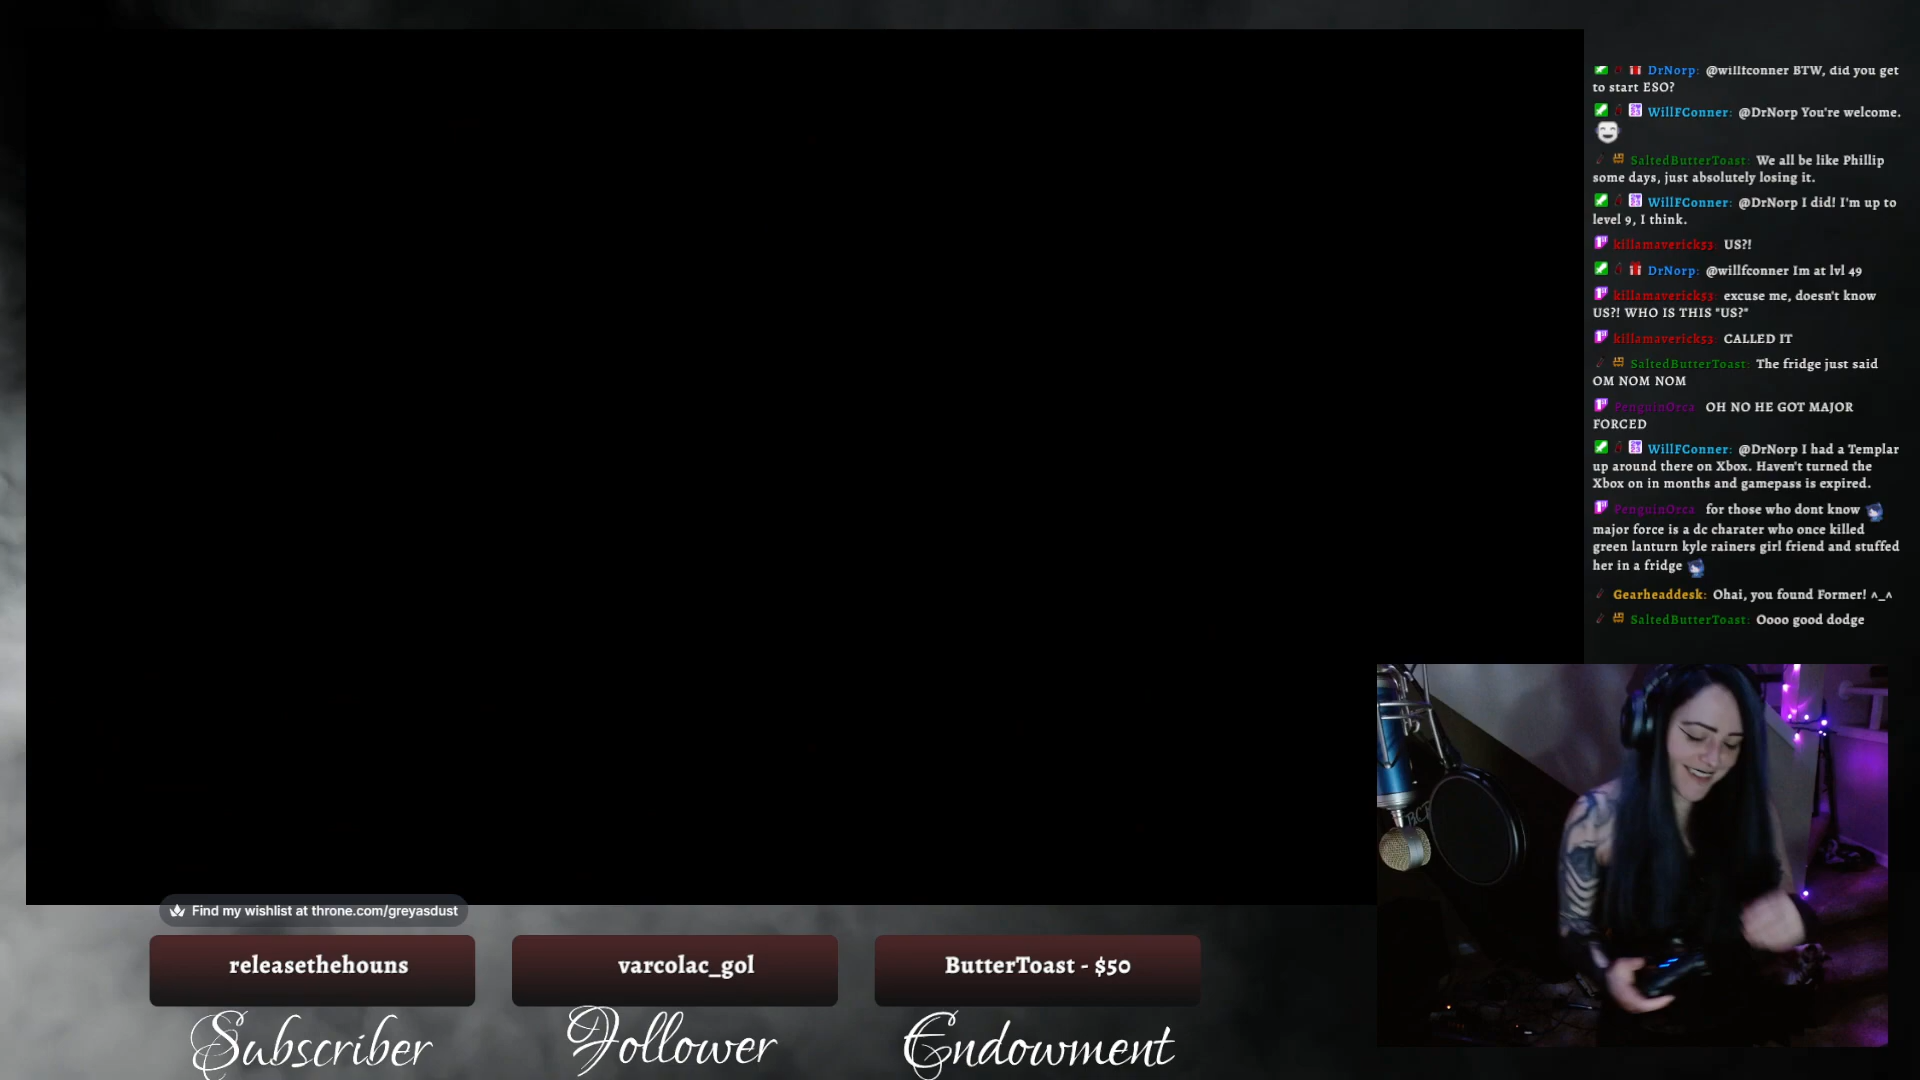 DrNorp: @willfconner BTW, did you get
to start ESO?
WillFConner: @DrNorp You're welcome.
SaltedButterToast: We all be like Phillip
some days, just absolutely losing it.
WillFConner: @DrNorp I did! I'm up to
level 9, I think.
killamaverick53: US?!
DrNorp: @willfconner Im at lvl 49
killamaverick53: excuse me, doesn't know
US?! WHO IS THIS "US?"
killamaverick53: CALLED IT
SaltedButterToast: The fridge just said
OM NOM NOM
PenguinOrca: OH NO HE GOT MAJOR
FORCED
WillFConner: @DrNorp I had a Templar
up around there on Xbox. Haven't turned the
Xbox on in months and gamepass is expired.
PenguinOrca: for those who dont know
major force is a dc charater who once killed
green lanturn kyle rainers girl friend and stuffed
her in a fridge
Gearheaddesk: Ohai, you found Former! ^_^
SaltedButterToast: Oooo good dodge
Find my wishlist at throne.com/greyasdust
releasethehouns
varcolac_gol
ButterToast - $50
Subscriber
Follower
Endowment